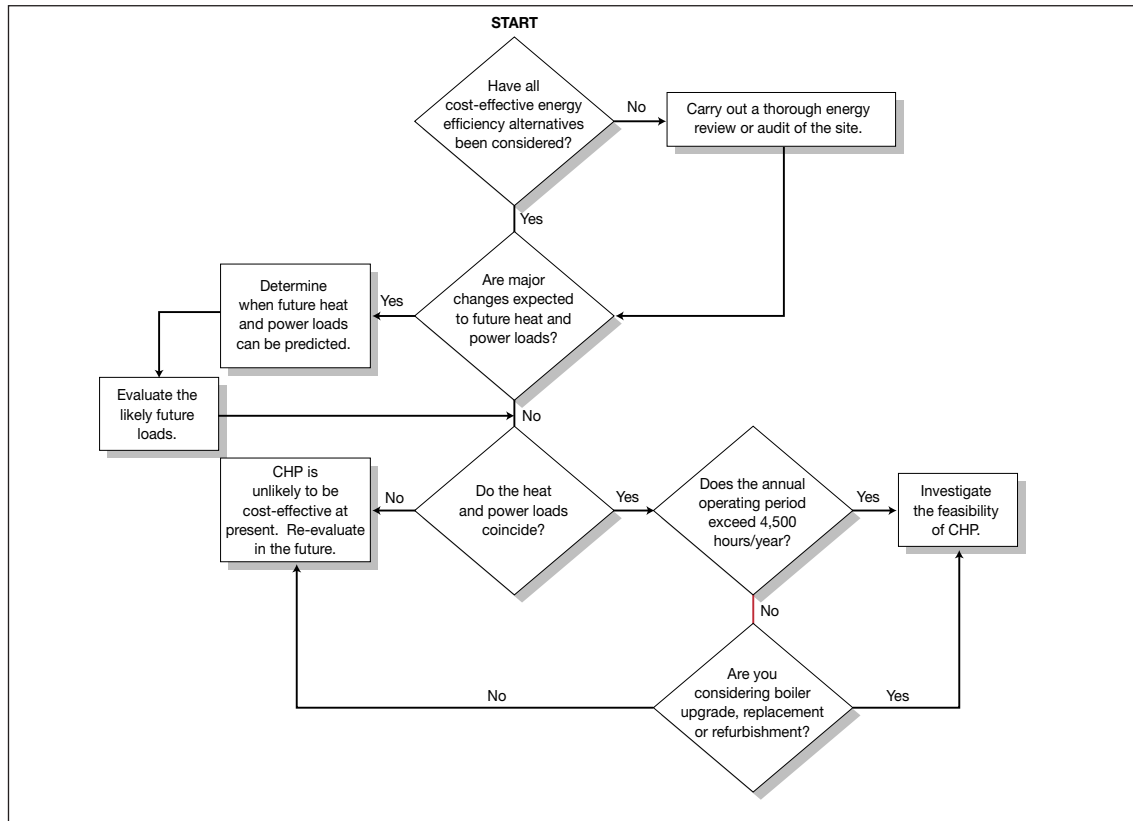 START
Have all
cost-effective energy
efficiency alternatives
been considered?
No
Carry out a thorough energy
review or audit of the site.
Yes
Are major
changes expected
to future heat and
power loads?
Yes
Determine
when future heat
and power loads
can be predicted.
Evaluate the
likely future
loads.
No
Do the heat
and power loads
coincide?
No
CHP is
unlikely to be
cost-effective at
present. Re-evaluate
in the future.
Yes
Does the annual
operating period
exceed 4,500
hours/year?
Yes
Investigate
the feasibility
of CHP.
No
Are you
considering boiler
upgrade, replacement
or refurbishment?
No
Yes